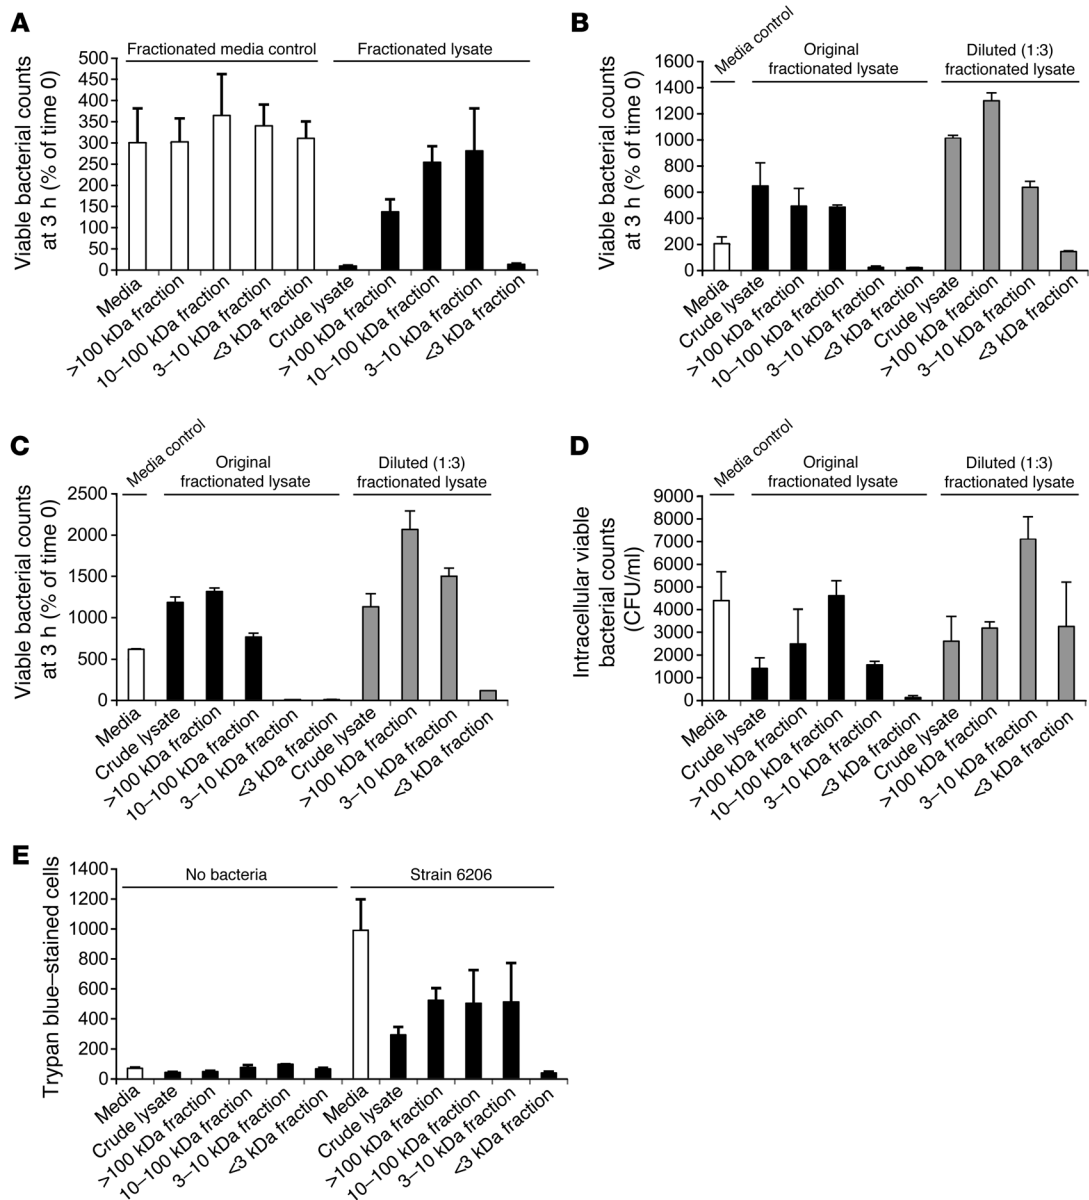 A
Fractionated media control
Fractionated lysate
Viable bacterial counts
at 3 h (% of time 0)
500
450
400
350
300
250
200
150
100
50
0
Media
>100 kDa fraction
10–100 kDa fraction
3–10 kDa fraction
<3 kDa fraction
Crude lysate
>100 kDa fraction
10–100 kDa fraction
3–10 kDa fraction
<3 kDa fraction
B
Media control
Original
fractionated lysate
Diluted (1:3)
fractionated lysate
Viable bacterial counts
at 3 h (% of time 0)
1600
1400
1000
800
600
400
200
0
Media
Crude lysate
>100 kDa fraction
10–100 kDa fraction
3–10 kDa fraction
<3 kDa fraction
Crude lysate
>100 kDa fraction
3–10 kDa fraction
<3 kDa fraction
C
Media control
Original
fractionated lysate
Diluted (1:3)
fractionated lysate
Viable bacterial counts
at 3 h (% of time 0)
2500
2000
1500
1000
500
0
Media
Crude lysate
>100 kDa fraction
10–100 kDa fraction
3–10 kDa fraction
<3 kDa fraction
Crude lysate
>100 kDa fraction
3–10 kDa fraction
<3 kDa fraction
D
Media control
Original
fractionated lysate
Diluted (1:3)
fractionated lysate
Intracellular viable
bacterial counts
(CFU/ml)
9000
8000
7000
6000
5000
4000
3000
2000
1000
0
Media
Crude lysate
>100 kDa fraction
10–100 kDa fraction
3–10 kDa fraction
<3 kDa fraction
Crude lysate
>100 kDa fraction
3–10 kDa fraction
<3 kDa fraction
E
No bacteria
Strain 6206
Trypan blue–stained cells
1400
1200
1000
800
600
400
200
0
Media
Crude lysate
>100 kDa fraction
10–100 kDa fraction
3–10 kDa fraction
<3 kDa fraction
Media
Crude lysate
>100 kDa fraction
10–100 kDa fraction
3–10 kDa fraction
<3 kDa fraction